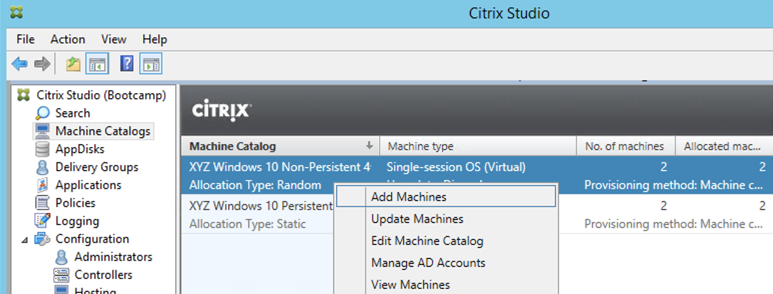 Citrix Studio
File Action View Help
Citrix Studio (Bootcamp)
Search
Machine Catalogs
AppDisks
Delivery Groups
Applications
Policies
Logging
Configuration
Administrators
Controllers
Hosting
CİTRIX
Machine Catalog Machine type No. of machines Allocated mac...
XYZ Windows 10 Non-Persistent 4 Single-session OS (Virtual) 2 2
Allocation Type: Random Provisioning method: Machine c...
XYZ Windows 10 Persistent 2 2
Allocation Type: Static Provisioning method: Machine c...
Add Machines
Update Machines
Edit Machine Catalog
Manage AD Accounts
View Machines